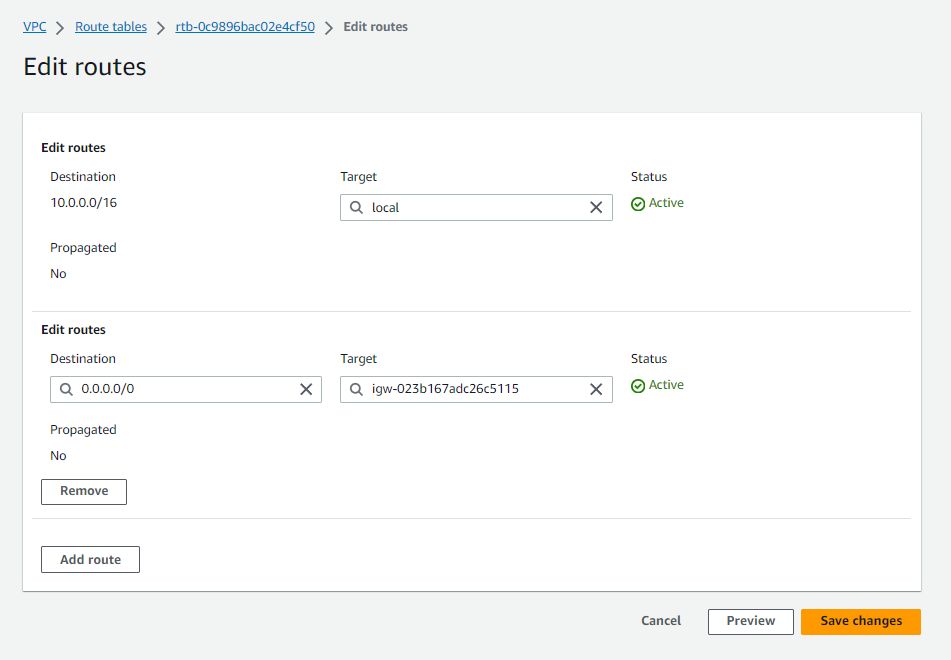 VPC > Route tables > rtb-0c9896bac02e4cf50 > Edit routes
Edit routes
Edit routes
Destination Target Status
10.0.0.0/16 local Active
Propagated
No
Edit routes
Destination Target Status
0.0.0.0/0 igw-023b167adc26c5115 Active
Propagated
No
Remove
Add route
Cancel Preview Save changes